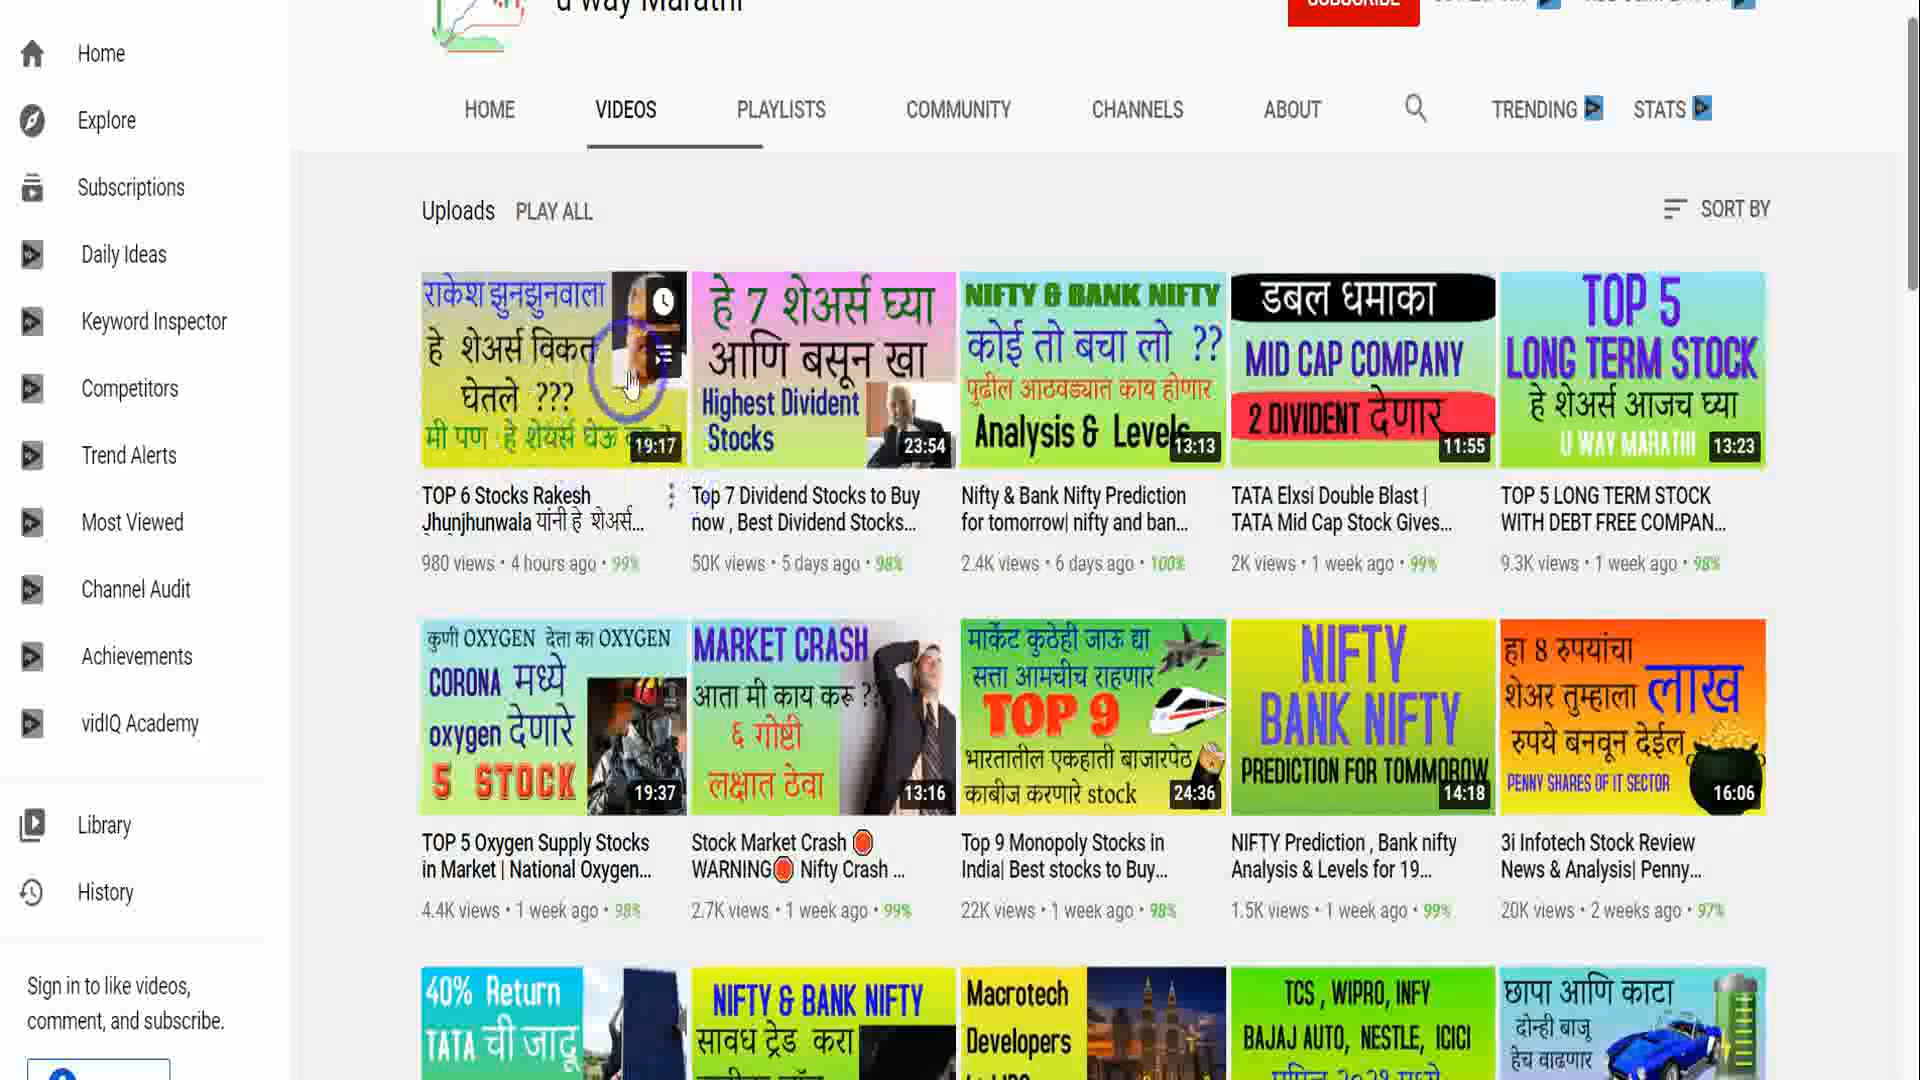 U Way Marathi
SUBSCRIBE
Home
Explore
Subscriptions
Daily Ideas
Keyword Inspector
Competitors
Trend Alerts
Most Viewed
Channel Audit
Achievements
vidIQ Academy
Library
History
Sign in to like videos,
comment, and subscribe.
HOME VIDEOS PLAYLISTS COMMUNITY CHANNELS ABOUT TRENDING STATS
Uploads PLAY ALL SORT BY
राकेश झुनझुनवाला
हे शेअर्स विकत
घेतले ???
मी पण हे शेयर्स घेऊ
19:17
TOP 6 Stocks Rakesh
Jhunjhunwala यांनी हे शेअर्स...
980 views • 4 hours ago • 99%
हे 7 शेअर्स घ्या
आणि बसून खा
Highest Divident
Stocks
23:54
Top 7 Dividend Stocks to Buy
now , Best Dividend Stocks...
50K views • 5 days ago • 98%
NIFTY & BANK NIFTY
कोई तो बचा लो ??
पुढील आठवड्यात काय होणार
Analysis & Levels
13:13
Nifty & Bank Nifty Prediction
for tomorrow| nifty and ban...
2.4K views • 6 days ago • 100%
डबल धमाका
MID CAP COMPANY
2 DIVIDENT देणार
11:55
TATA Elxsi Double Blast |
TATA Mid Cap Stock Gives...
2K views • 1 week ago • 99%
TOP 5
LONG TERM STOCK
हे शेअर्स आजच घ्या
U WAY MARATHI
13:23
TOP 5 LONG TERM STOCK
WITH DEBT FREE COMPAN...
9.3K views • 1 week ago • 98%
कुणी OXYGEN देता का OXYGEN
CORONA मध्ये
oxygen देणारे
5 STOCK
19:37
TOP 5 Oxygen Supply Stocks
in Market | National Oxygen...
4.4K views • 1 week ago • 98%
MARKET CRASH
आता मी काय करू ??
६ गोष्टी
लक्षात ठेवा
13:16
Stock Market Crash 🛑
WARNING🛑 Nifty Crash ...
2.7K views • 1 week ago • 99%
मार्केट कुठेही जाऊ द्या
सत्ता आमचीच राहणार
TOP 9
भारतातील एकहाती बाजारपेठ
काबीज करणारे stock
24:36
Top 9 Monopoly Stocks in
India| Best stocks to Buy...
22K views • 1 week ago • 98%
NIFTY
BANK NIFTY
PREDICTION FOR TOMMOROW
14:18
NIFTY Prediction , Bank nifty
Analysis & Levels for 19...
1.5K views • 1 week ago • 99%
हा 8 रुपयांचा
शेअर तुम्हाला लाख
रुपये बनवून देईल
PENNY SHARES OF IT SECTOR
16:06
3i Infotech Stock Review
News & Analysis| Penny...
20K views • 2 weeks ago • 97%
40% Return
TATA ची जादू
NIFTY & BANK NIFTY
सावध ट्रेड करा
Macrotech
Developers
TCS , WIPRO, INFY
BAJAJ AUTO, NESTLE, ICICI
एप्रिल २०२१ मध्ये
छापा आणि काटा
दोन्ही बाजू
हेच वाढणार